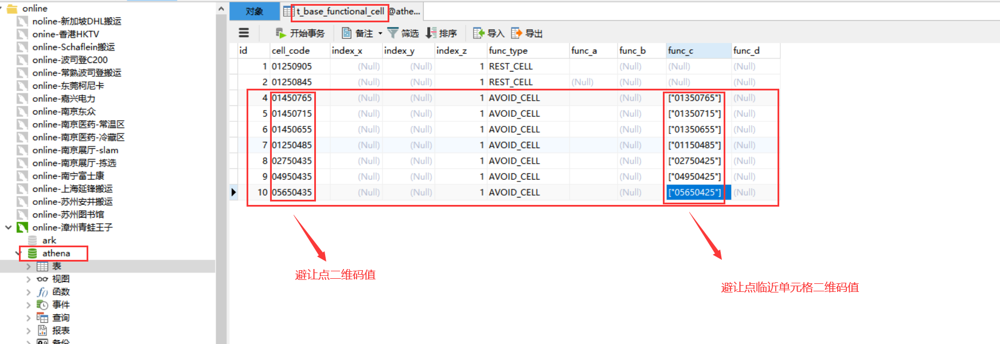 online
noline-新加坡DHL搬运
onine-香港HKTV
online-Schaflein搬运
online-波司登C200
online-常熟波司登搬运
online-东莞柯尼卡
online-嘉兴电力
online-南京东众
online-南京医药-常温区
online-南京医药-冷藏区
online-南京展厅-slam
online-南京展厅-拣选
online-南宁富士康
online-上海延锋搬运
online-苏州安井搬运
online-苏州图书馆
online-漳州青蛙王子
ark
athena
表
视图
函数
事件
查询
报表
备份
对象 t_base_functional_cell @athe...
开始事务 备注 筛选 排序 导入 导出
id cell_code index_x index_y index_z func_type func_a func_b func_c func_d
1 01250905 (Null) (Null) 1 REST_CELL (Null) (Null) (Null)
2 01250845 (Null) (Null) 1 REST_CELL (Null) (Null) (Null) (Null)
4 01450765 (Null) (Null) 1 AVOID_CELL (Null) ["01350765"] (Null)
5 01450715 (Null) (Null) 1 AVOID_CELL (Null) ["01350715"] (Null)
6 01450655 (Null) (Null) 1 AVOID_CELL (Null) ["01350655"] (Null)
7 01250485 (Null) (Null) 1 AVOID_CELL (Null) ["01150485"] (Null)
8 02750435 (Null) (Null) 1 AVOID_CELL (Null) ["02750425"] (Null)
9 04950435 (Null) (Null) 1 AVOID_CELL (Null) ["04950425"] (Null)
10 05650435 (Null) (Null) 1 AVOID_CELL (Null) ["05650425"] (Null)
避让点二维码值
避让点临近单元格二维码值